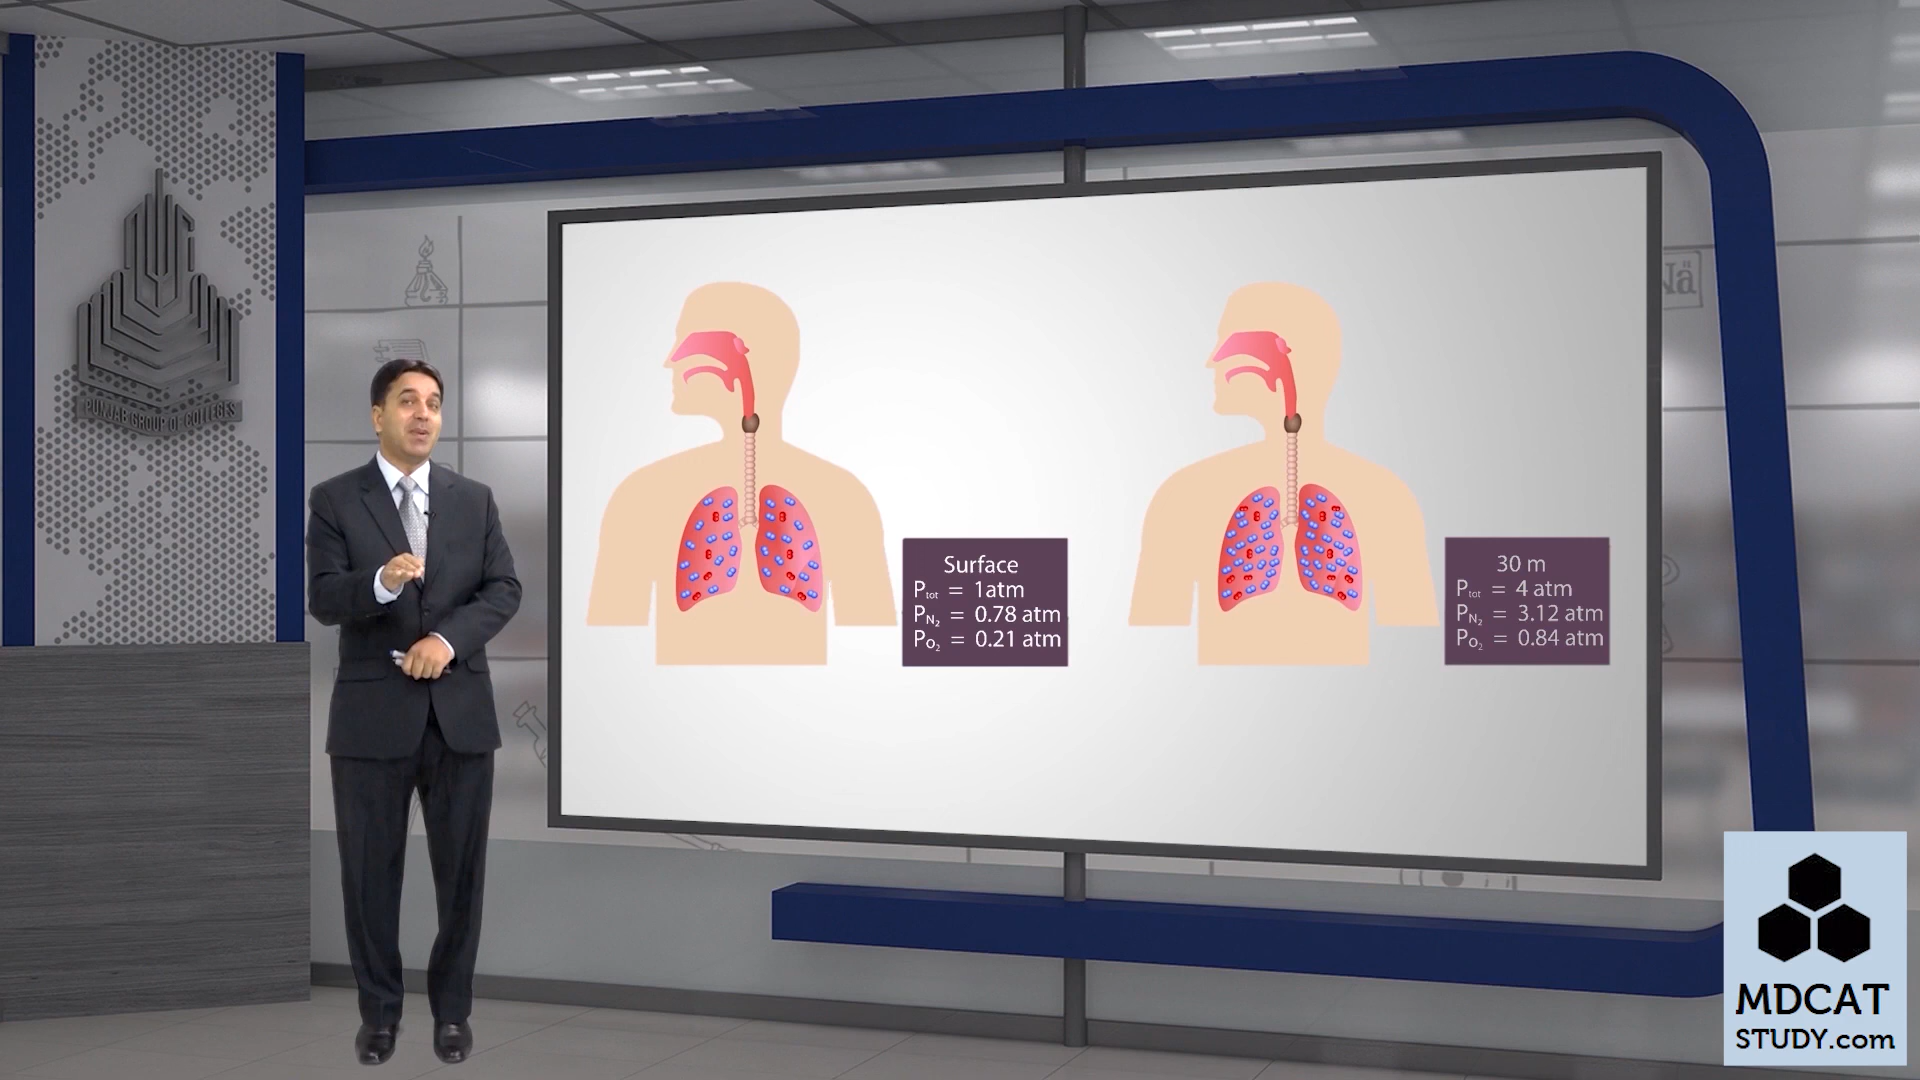 PUNJAB GROUP OF COLLEGES
Surface
Ptot = 1atm
PN2 = 0.78 atm
PO2 = 0.21 atm
30 m
Ptot = 4 atm
PN2 = 3.12 atm
PO2 = 0.84 atm
Nä
MDCAT
STUDY.com